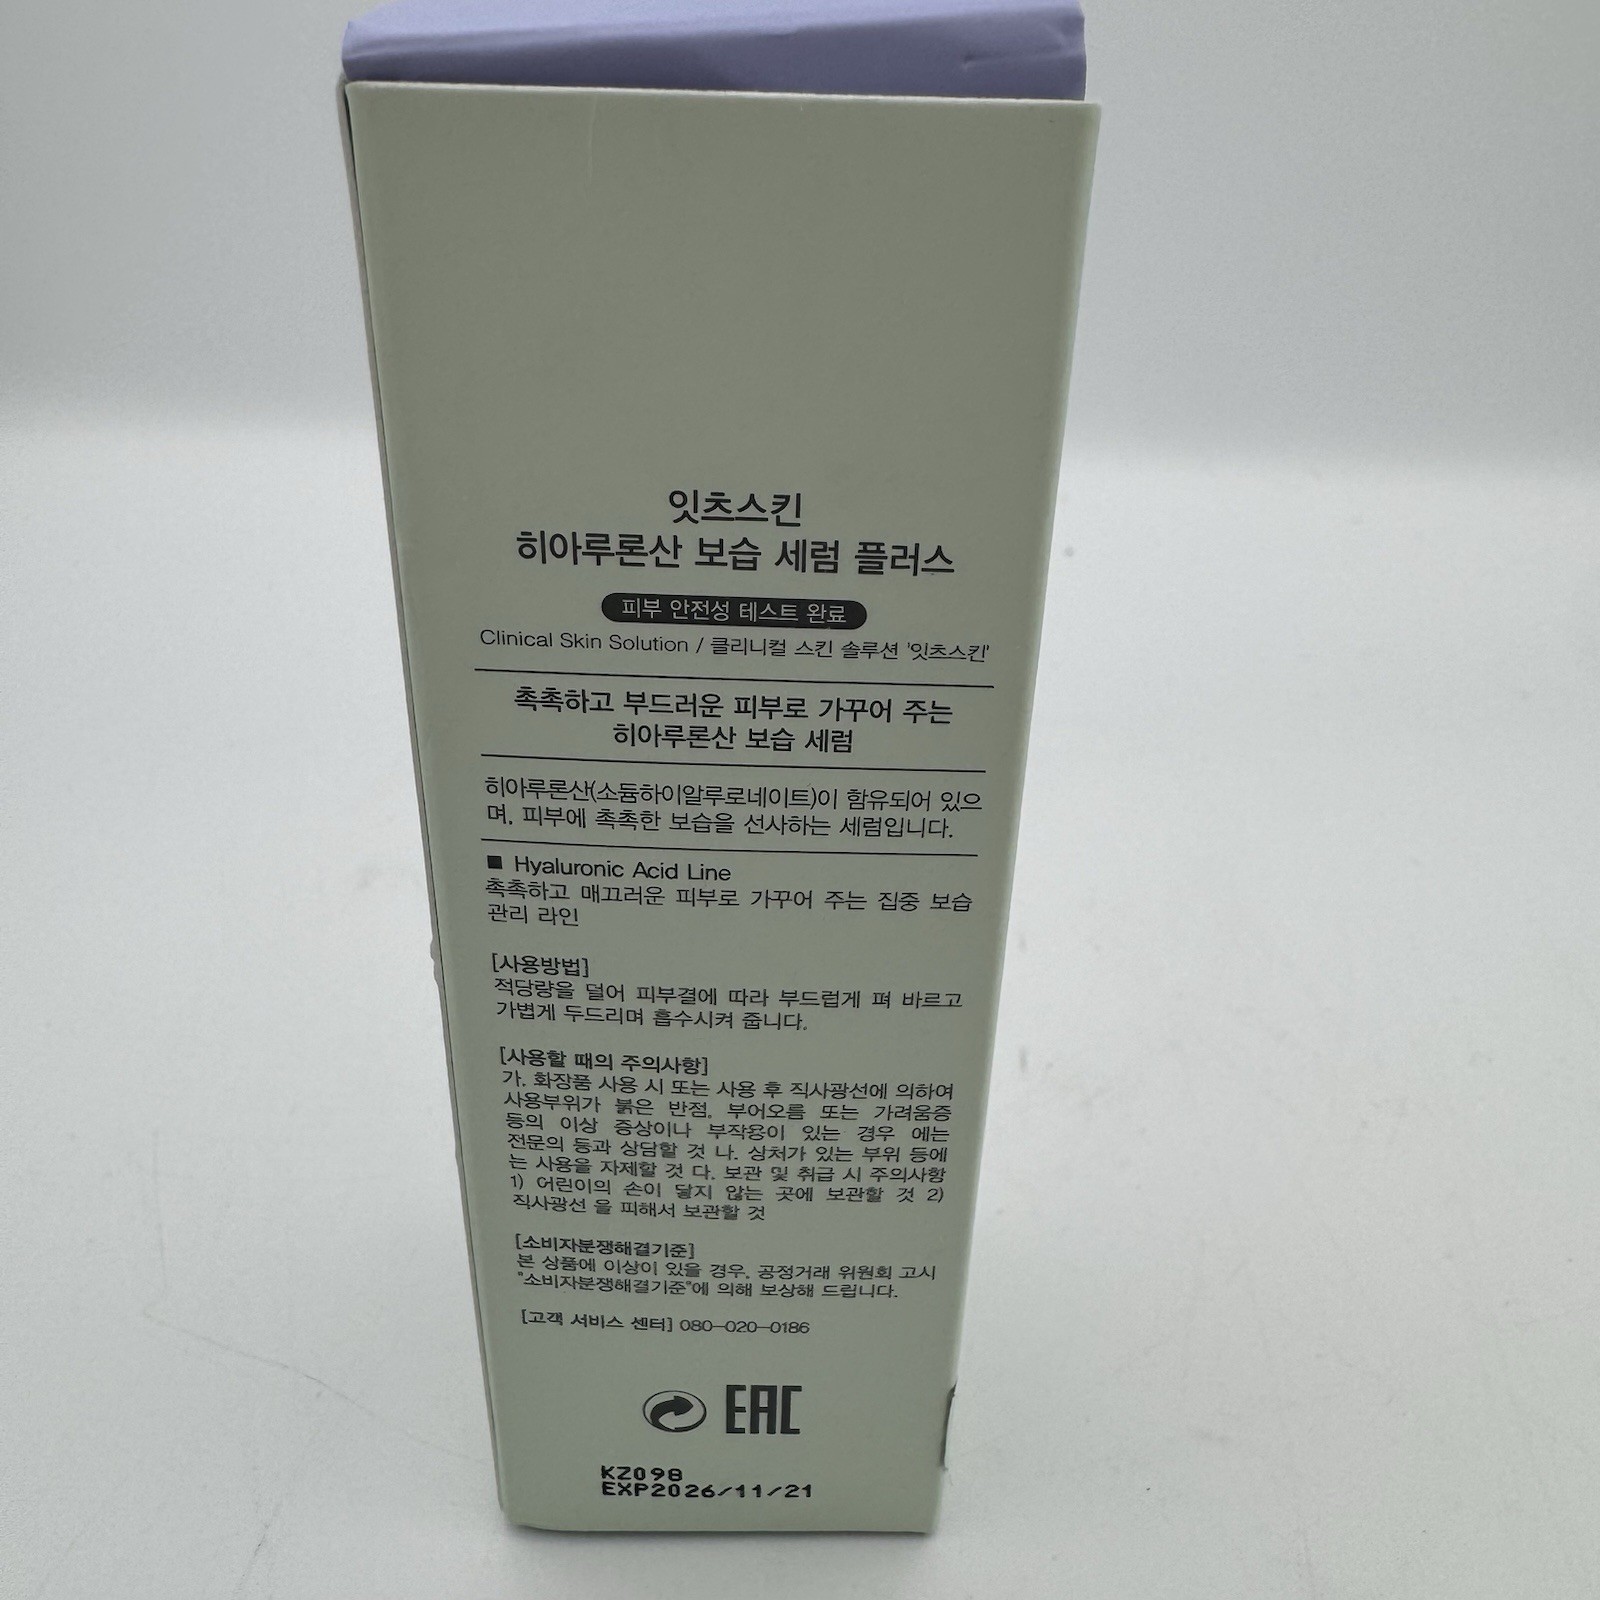 잇츠스킨
히아루론산 보습 세럼 플러스
피부 안전성 테스트 완료
Clinical Skin Solution / 클리니컬 스킨 솔루션 '잇츠스킨'
촉촉하고 부드러운 피부로 가꾸어 주는
히아루론산 보습 세럼
히아루론산(소듐하이알루로네이트)이 함유되어 있으
며, 피부에 촉촉한 보습을 선사하는 세럼입니다.
■ Hyaluronic Acid Line
촉촉하고 매끄러운 피부로 가꾸어 주는 집중 보습
관리 라인
[사용방법]
적당량을 덜어 피부결에 따라 부드럽게 펴 바르고
가볍게 두드리며 흡수시켜 줍니다.
[사용할 때의 주의사항]
가. 화장품 사용 시 또는 사용 후 직사광선에 의하여
사용부위가 붉은 반점, 부어오름 또는 가려움증
등의 이상 증상이나 부작용이 있는 경우 에는
전문의 등과 상담할 것 나. 상처가 있는 부위 등에
는 사용을 자제할 것 다. 보관 및 취급 시 주의사항
1) 어린이의 손이 닿지 않는 곳에 보관할 것 2)
직사광선 을 피해서 보관할 것
[소비자분쟁해결기준]
본 상품에 이상이 있을 경우, 공정거래 위원회 고시
"소비자분쟁해결기준"에 의해 보상해 드립니다.
[고객 서비스 센터] 080-020-0186
EAC
KZ098
EXP2026/11/21